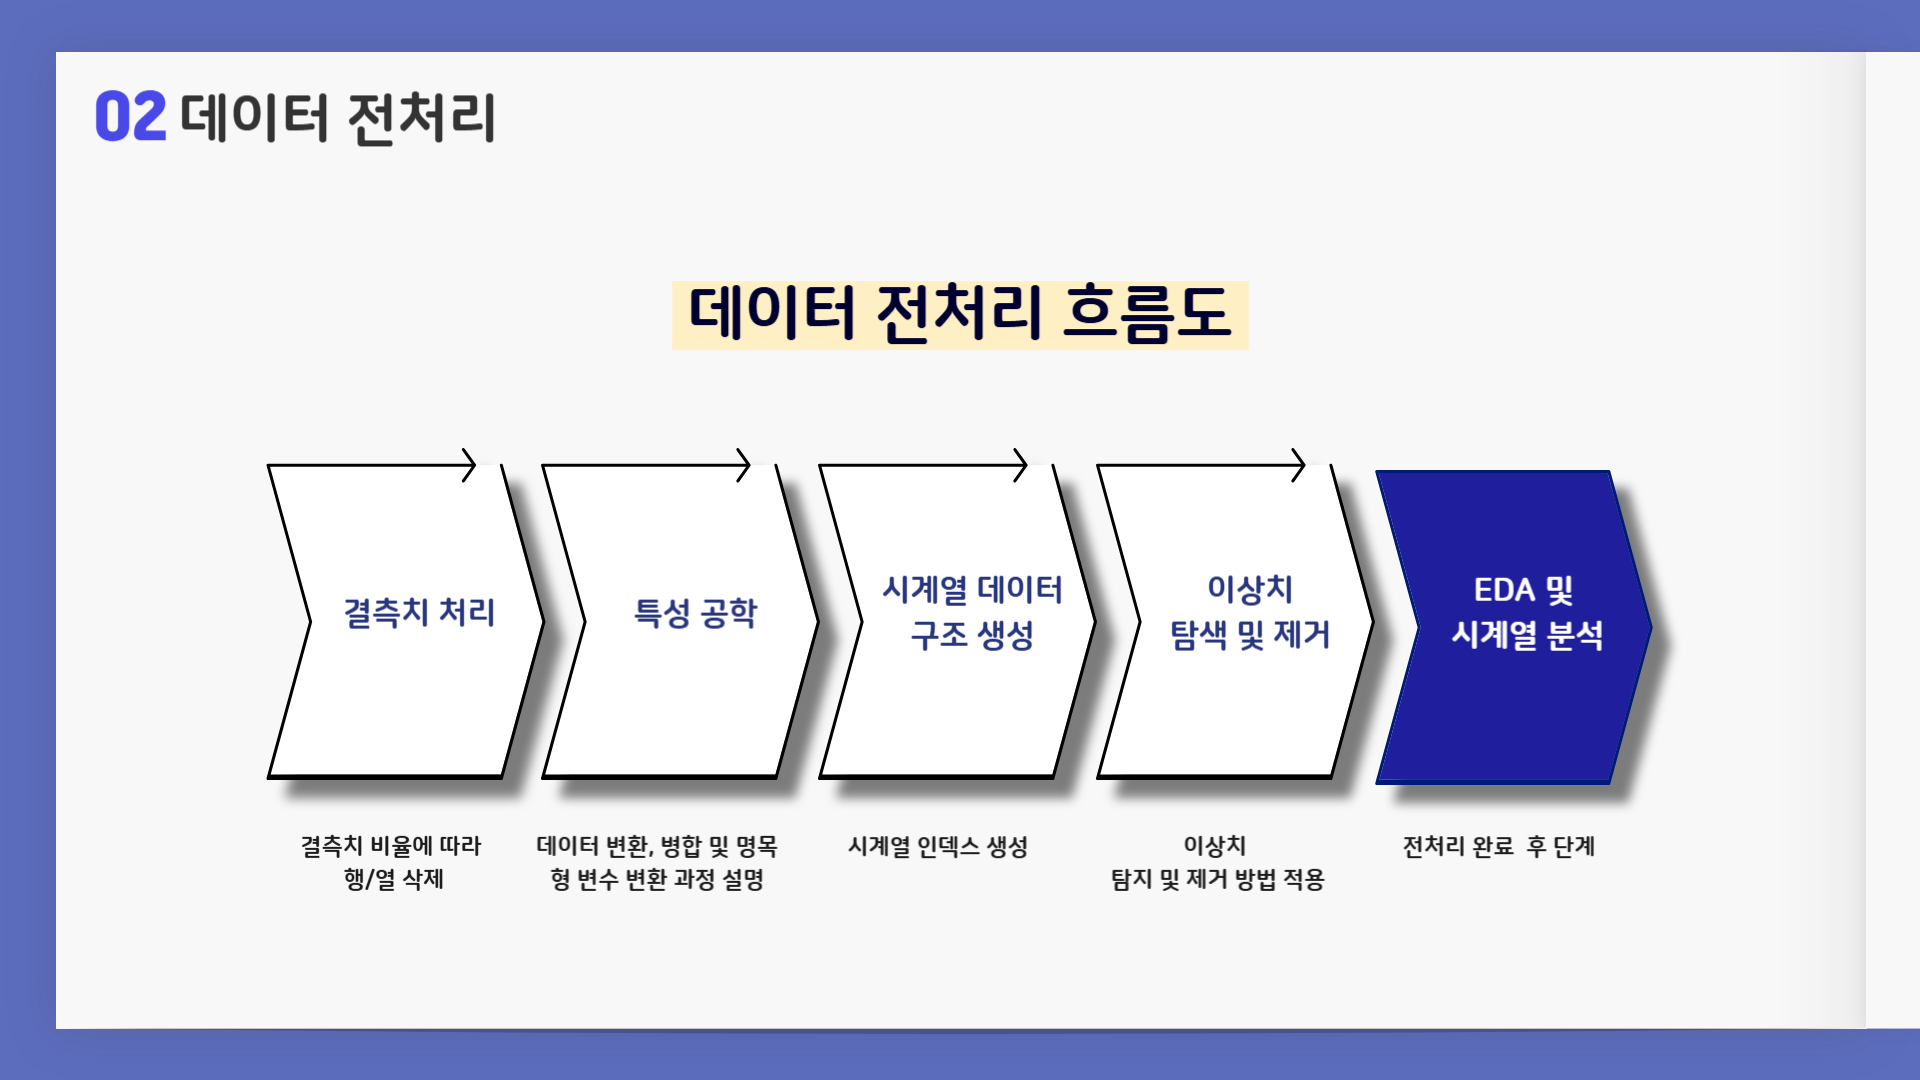 02 데이터 전처리
데이터 전처리 흐름도
결측치 처리
특성 공학
시계열 데이터
구조 생성
이상치
탐색 및 제거
EDA 및
시계열 분석
결측치 비율에 따라
행/열 삭제
데이터 변환, 병합 및 명목
형 변수 변환 과정 설명
시계열 인덱스 생성
이상치
탐지 및 제거 방법 적용
전처리 완료 후 단계